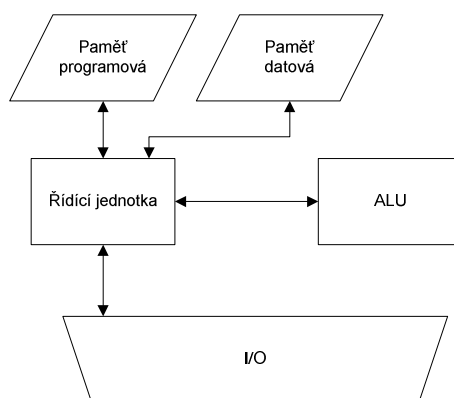 Paměť
programová
Paměť
datová
Řídící jednotka
ALU
I/O